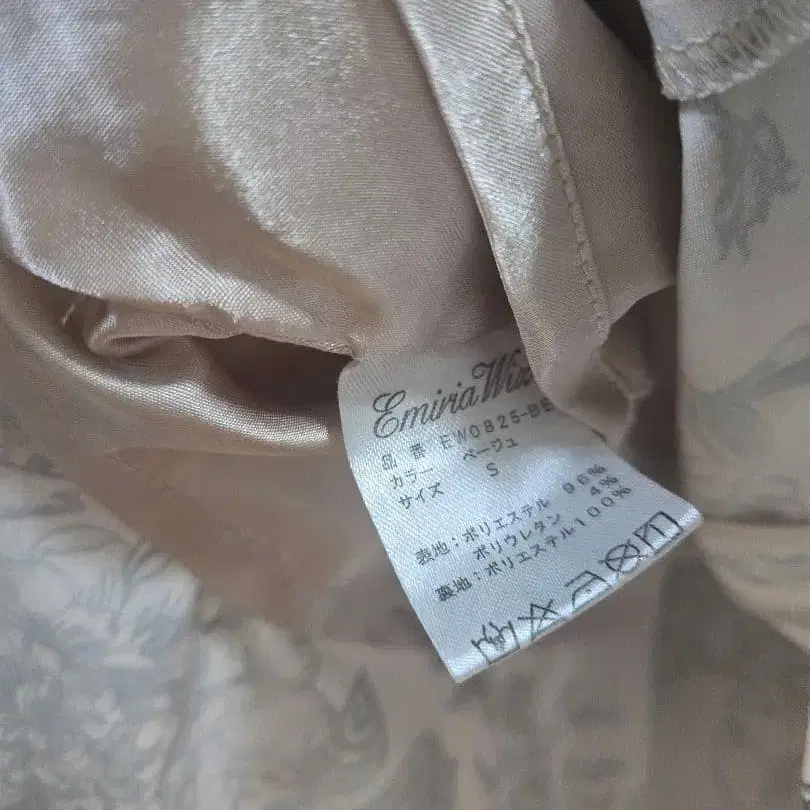 Emiria
品 番 EW0825-BE
カラー ベージュ
サイズ S
表地：ポリエステル 96%
ポリウレタン 4%
裏地：ポリエステル100%